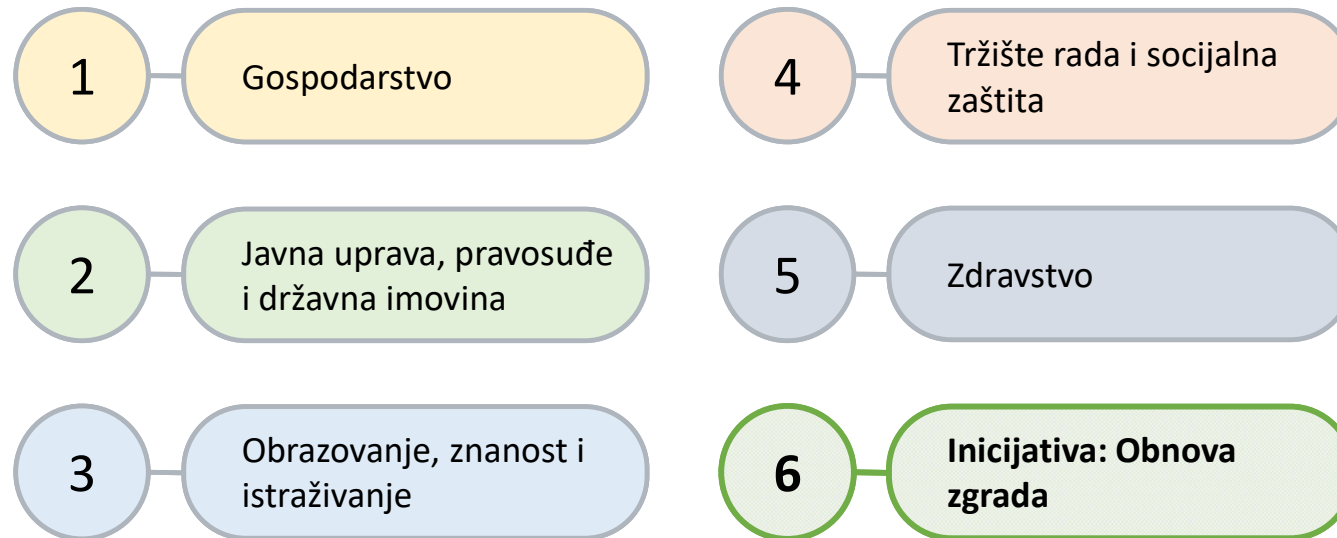 1
Gospodarstvo
2
Javna uprava, pravosuđe
i državna imovina
3
Obrazovanje, znanost i
istraživanje
4
Tržište rada i socijalna
zaštita
5
Zdravstvo
6
Inicijativa: Obnova
zgrada